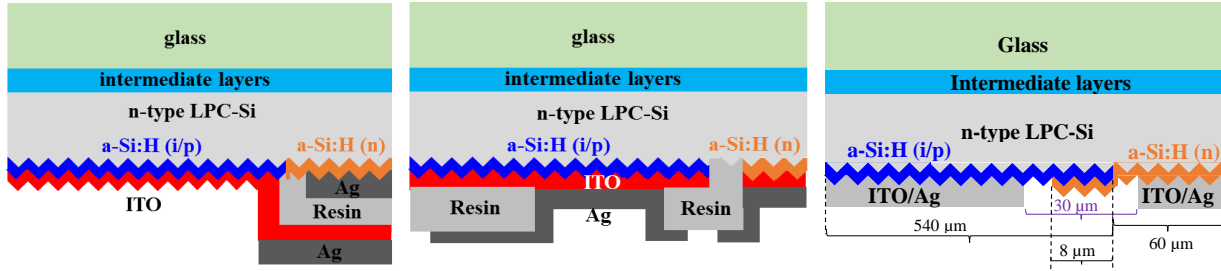 glass
intermediate layers
n-type LPC-Si
a-Si:H (i/p)
a-Si:H (n)
Ag
ITO
Resin
Ag
glass
intermediate layers
n-type LPC-Si
a-Si:H (i/p)
a-Si:H (n)
ITO
Resin
Ag
Resin
Glass
Intermediate layers
n-type LPC-Si
a-Si:H (i/p)
a-Si:H (n)
ITO/Ag
ITO/Ag
30 µm
540 µm
60 µm
8 µm